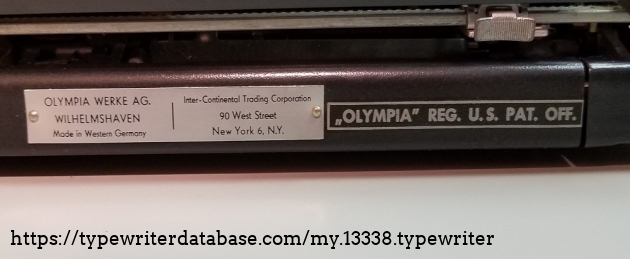 OLYMPIA WERKE AG.
WILHELMSHAVEN
Made in Western Germany
Inter-Continental Trading Corporation
90 West Street
New York 6, N.Y.
„OLYMPIA” REG. U.S. PAT. OFF.
https://typewriterdatabase.com/my.13338.typewriter